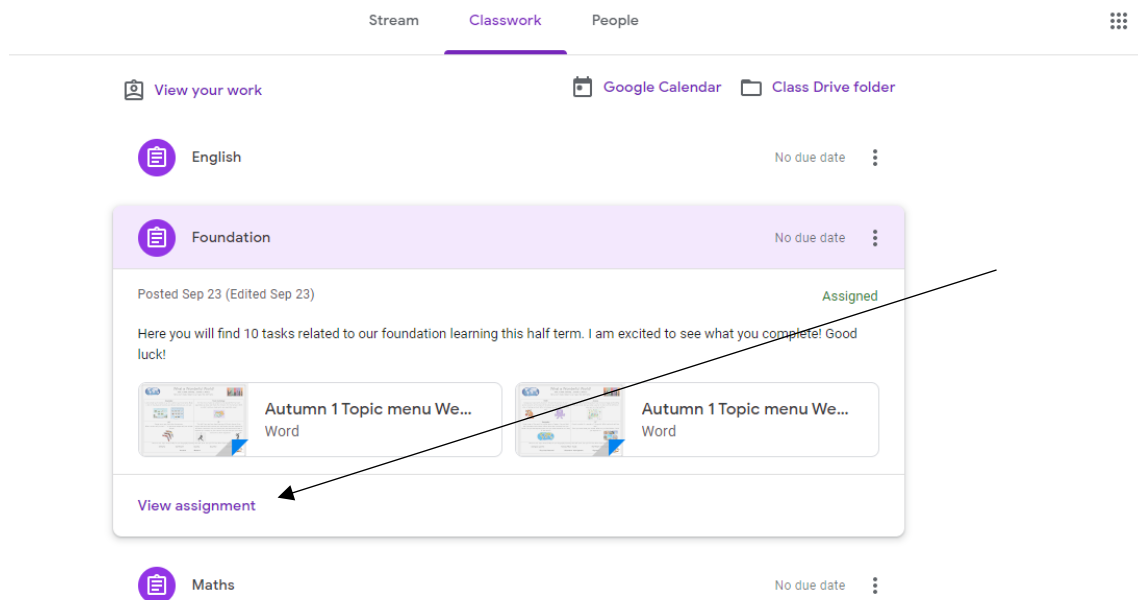 Stream Classwork People
View your work Google Calendar Class Drive folder
English No due date
Foundation No due date
Posted Sep 23 (Edited Sep 23) Assigned
Here you will find 10 tasks related to our foundation learning this half term. I am excited to see what you complete! Good
luck!
Autumn 1 Topic menu We... Autumn 1 Topic menu We...
Word Word
View assignment
Maths No due date